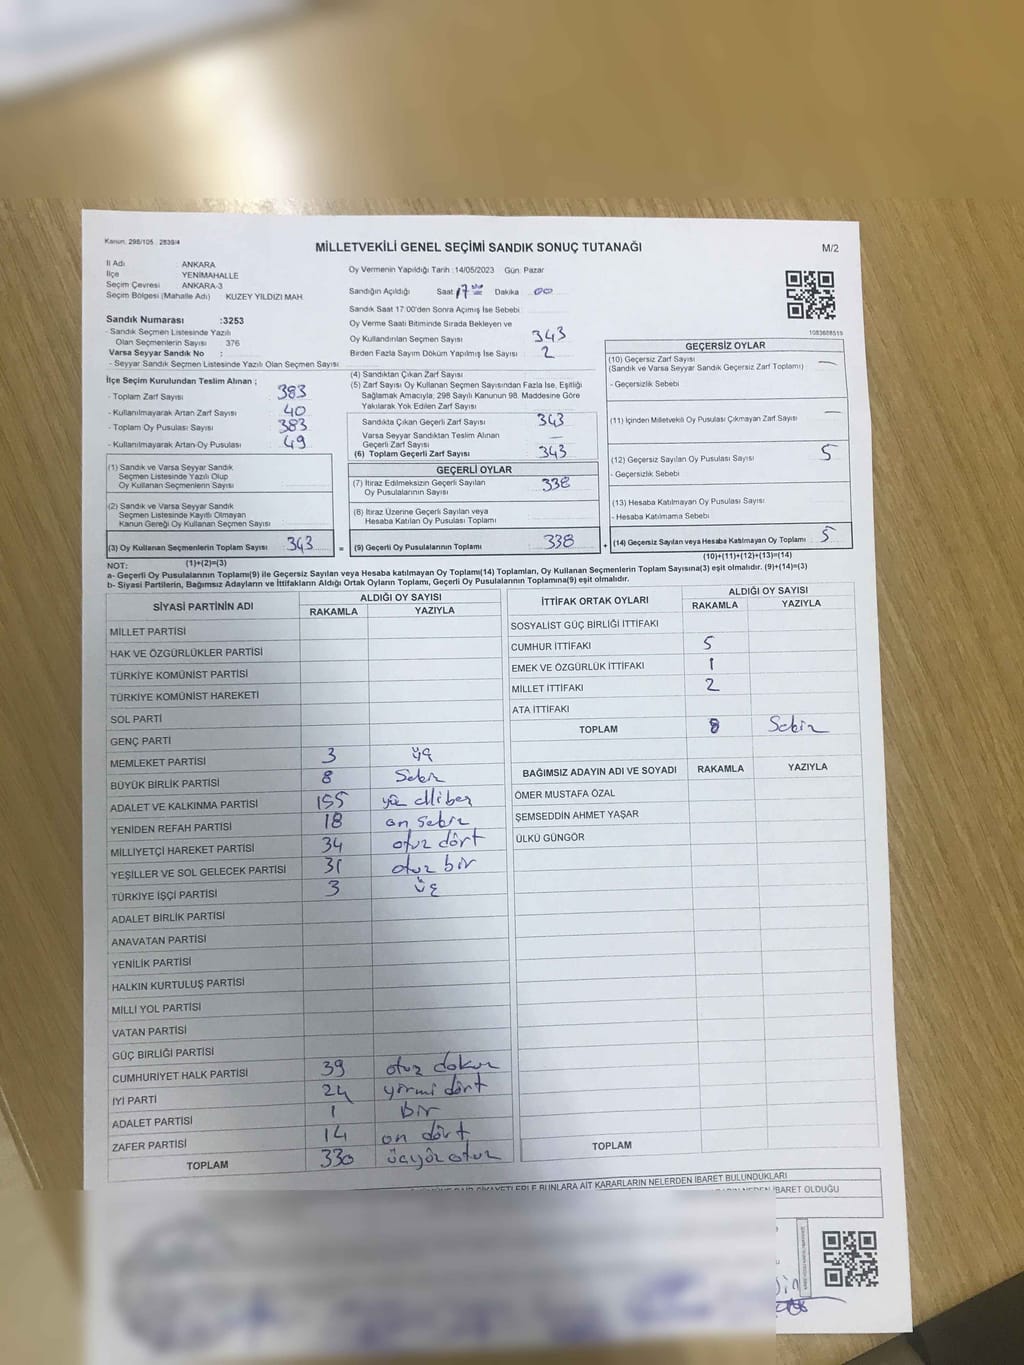 Kanun: 298/105 , 2839/4
MİLLETVEKİLİ GENEL SEÇİMİ SANDIK SONUÇ TUTANAĞI
M/2
İl Adı : ANKARA
İlçe YENİMAHALLE
Seçim Çevresi : ANKARA-3
Seçim Bölgesi (Mahalle Adı) : KUZEY YILDIZI MAH.
Oy Vermenin Yapıldığı Tarih :14/05/2023 Gün: Pazar
Sandığın Açıldığı Saat: 17 Dakika : 00
Sandık Saat 17:00'den Sonra Açımış İse Sebebi :
Oy Verme Saati Bitiminde Sırada Bekleyen ve
Oy Kullandırılan Seçmen Sayısı 343
Birden Fazla Sayım Döküm Yapılmış İse Sayısı : 2
1083608515
Sandık Numarası :3253
- Sandık Seçmen Listesinde Yazılı
Olan Seçmenlerin Sayısı : 376
Varsa Seyyar Sandık No :
- Seyyar Sandık Seçmen Listesinde Yazılı Olan Seçmen Sayısı
İlçe Seçim Kurulundan Teslim Alınan ;
- Toplam Zarf Sayısı : 383
- Kullanılmayarak Artan Zarf Sayısı : 40
- Toplam Oy Pusulası Sayısı : 383
- Kullanılmayarak Artan Oy Pusulası : 49
(1) Sandık ve Varsa Seyyar Sandık
Seçmen Listesinde Yazılı Olup
Oy Kullanan Seçmenlerin Sayısı
(2) Sandık ve Varsa Seyyar Sandık
Seçmen Listesinde Kayıtlı Olmayan
Kanun Gereği Oy Kullanan Seçmen Sayısı
(3) Oy Kullanan Seçmenlerin Toplam Sayısı 343
(1)+(2)=(3)
(4) Sandıktan Çıkan Zarf Sayısı
(5) Zarf Sayısı Oy Kullanan Seçmen Sayısından Fazla İse, Eşitliği
Sağlamak Amacıyla; 298 Sayılı Kanunun 98. Maddesine Göre
Yakılarak Yok Edilen Zarf Sayısı
Sandıkta Çıkan Geçerli Zarf Sayısı 343
Varsa Seyyar Sandıktan Teslim Alınan
Geçerli Zarf Sayısı —
(6) Toplam Geçerli Zarf Sayısı 343
GEÇERLİ OYLAR
(7) İtiraz Edilmeksizin Geçerli Sayılan
Oy Pusulalarının Sayısı 338
(8) İtiraz Üzerine Geçerli Sayılan veya
Hesaba Katılan Oy Pusulası Toplamı
= (9) Geçerli Oy Pusulalarının Toplamı 338
GEÇERSİZ OYLAR
(10) Geçersiz Zarf Sayısı
(Sandık ve Varsa Seyyar Sandık Geçersiz Zarf Toplamı) —
- Geçersizlik Sebebi
(11) İçinden Milletvekili Oy Pusulası Çıkmayan Zarf Sayısı —
(12) Geçersiz Sayılan Oy Pusulası Sayısı 5
- Geçersizlik Sebebi
(13) Hesaba Katılmayan Oy Pusulası Sayısı
- Hesaba Katılmama Sebebi
+ (14) Geçersiz Sayılan veya Hesaba Katılmayan Oy Toplamı 5
(10)+(11)+(12)+(13)=(14)
NOT:
a- Geçerli Oy Pusulalarının Toplamı(9) ile Geçersiz Sayılan veya Hesaba katılmayan Oy Toplamı(14) Toplamları, Oy Kullanan Seçmenlerin Toplam Sayısına(3) eşit olmalıdır. (9)+(14)=(3)
b- Siyasi Partilerin, Bağımsız Adayların ve İttifakların Aldığı Ortak Oyların Toplamı, Geçerli Oy Pusulalarının Toplamına(9) eşit olmalıdır.
SİYASİ PARTİNİN ADI ALDIĞI OY SAYISI
RAKAMLA YAZIYLA
MİLLET PARTİSİ
HAK VE ÖZGÜRLÜKLER PARTİSİ
TÜRKİYE KOMÜNİST PARTİSİ
TÜRKİYE KOMÜNİST HAREKETİ
SOL PARTİ
GENÇ PARTİ
MEMLEKET PARTİSİ 3 üç
BÜYÜK BİRLİK PARTİSİ 8 Sekiz
ADALET VE KALKINMA PARTİSİ 155 yüz elli beş
YENİDEN REFAH PARTİSİ 18 on sekiz
MİLLİYETÇİ HAREKET PARTİSİ 34 otuz dört
YEŞİLLER VE SOL GELECEK PARTİSİ 31 otuz bir
TÜRKİYE İŞÇİ PARTİSİ 3 üç
ADALET BİRLİK PARTİSİ
ANAVATAN PARTİSİ
YENİLİK PARTİSİ
HALKIN KURTULUŞ PARTİSİ
MİLLİ YOL PARTİSİ
VATAN PARTİSİ
GÜÇ BİRLİĞİ PARTİSİ
CUMHURİYET HALK PARTİSİ 39 otuz dokuz
İYİ PARTİ 24 yirmi dört
ADALET PARTİSİ 1 bir
ZAFER PARTİSİ 14 on dört
TOPLAM 330 üçyüz otuz
İTTİFAK ORTAK OYLARI ALDIĞI OY SAYISI
RAKAMLA YAZIYLA
SOSYALİST GÜÇ BİRLİĞİ İTTİFAKI
CUMHUR İTTİFAKI 5
EMEK VE ÖZGÜRLÜK İTTİFAKI 1
MİLLET İTTİFAKI 2
ATA İTTİFAKI
TOPLAM 8 Sekiz
BAĞIMSIZ ADAYIN ADI VE SOYADI RAKAMLA YAZIYLA
ÖMER MUSTAFA ÖZAL
ŞEMSEDDİN AHMET YAŞAR
ÜLKÜ GÜNGÖR
TOPLAM
KARARLARIN NELERDEN İBARET BULUNDUKLARI
İBARET OLDUĞU